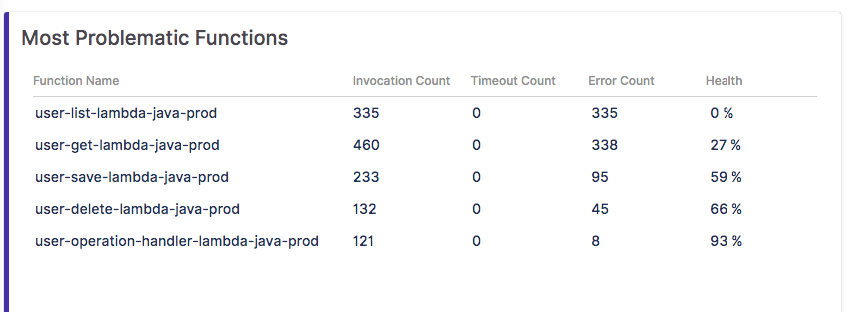 Most Problematic Functions
Function Name Invocation Count Timeout Count Error Count Health
user-list-lambda-java-prod 335 0 335 0 %
user-get-lambda-java-prod 460 0 338 27 %
user-save-lambda-java-prod 233 0 95 59 %
user-delete-lambda-java-prod 132 0 45 66 %
user-operation-handler-lambda-java-prod 121 0 8 93 %